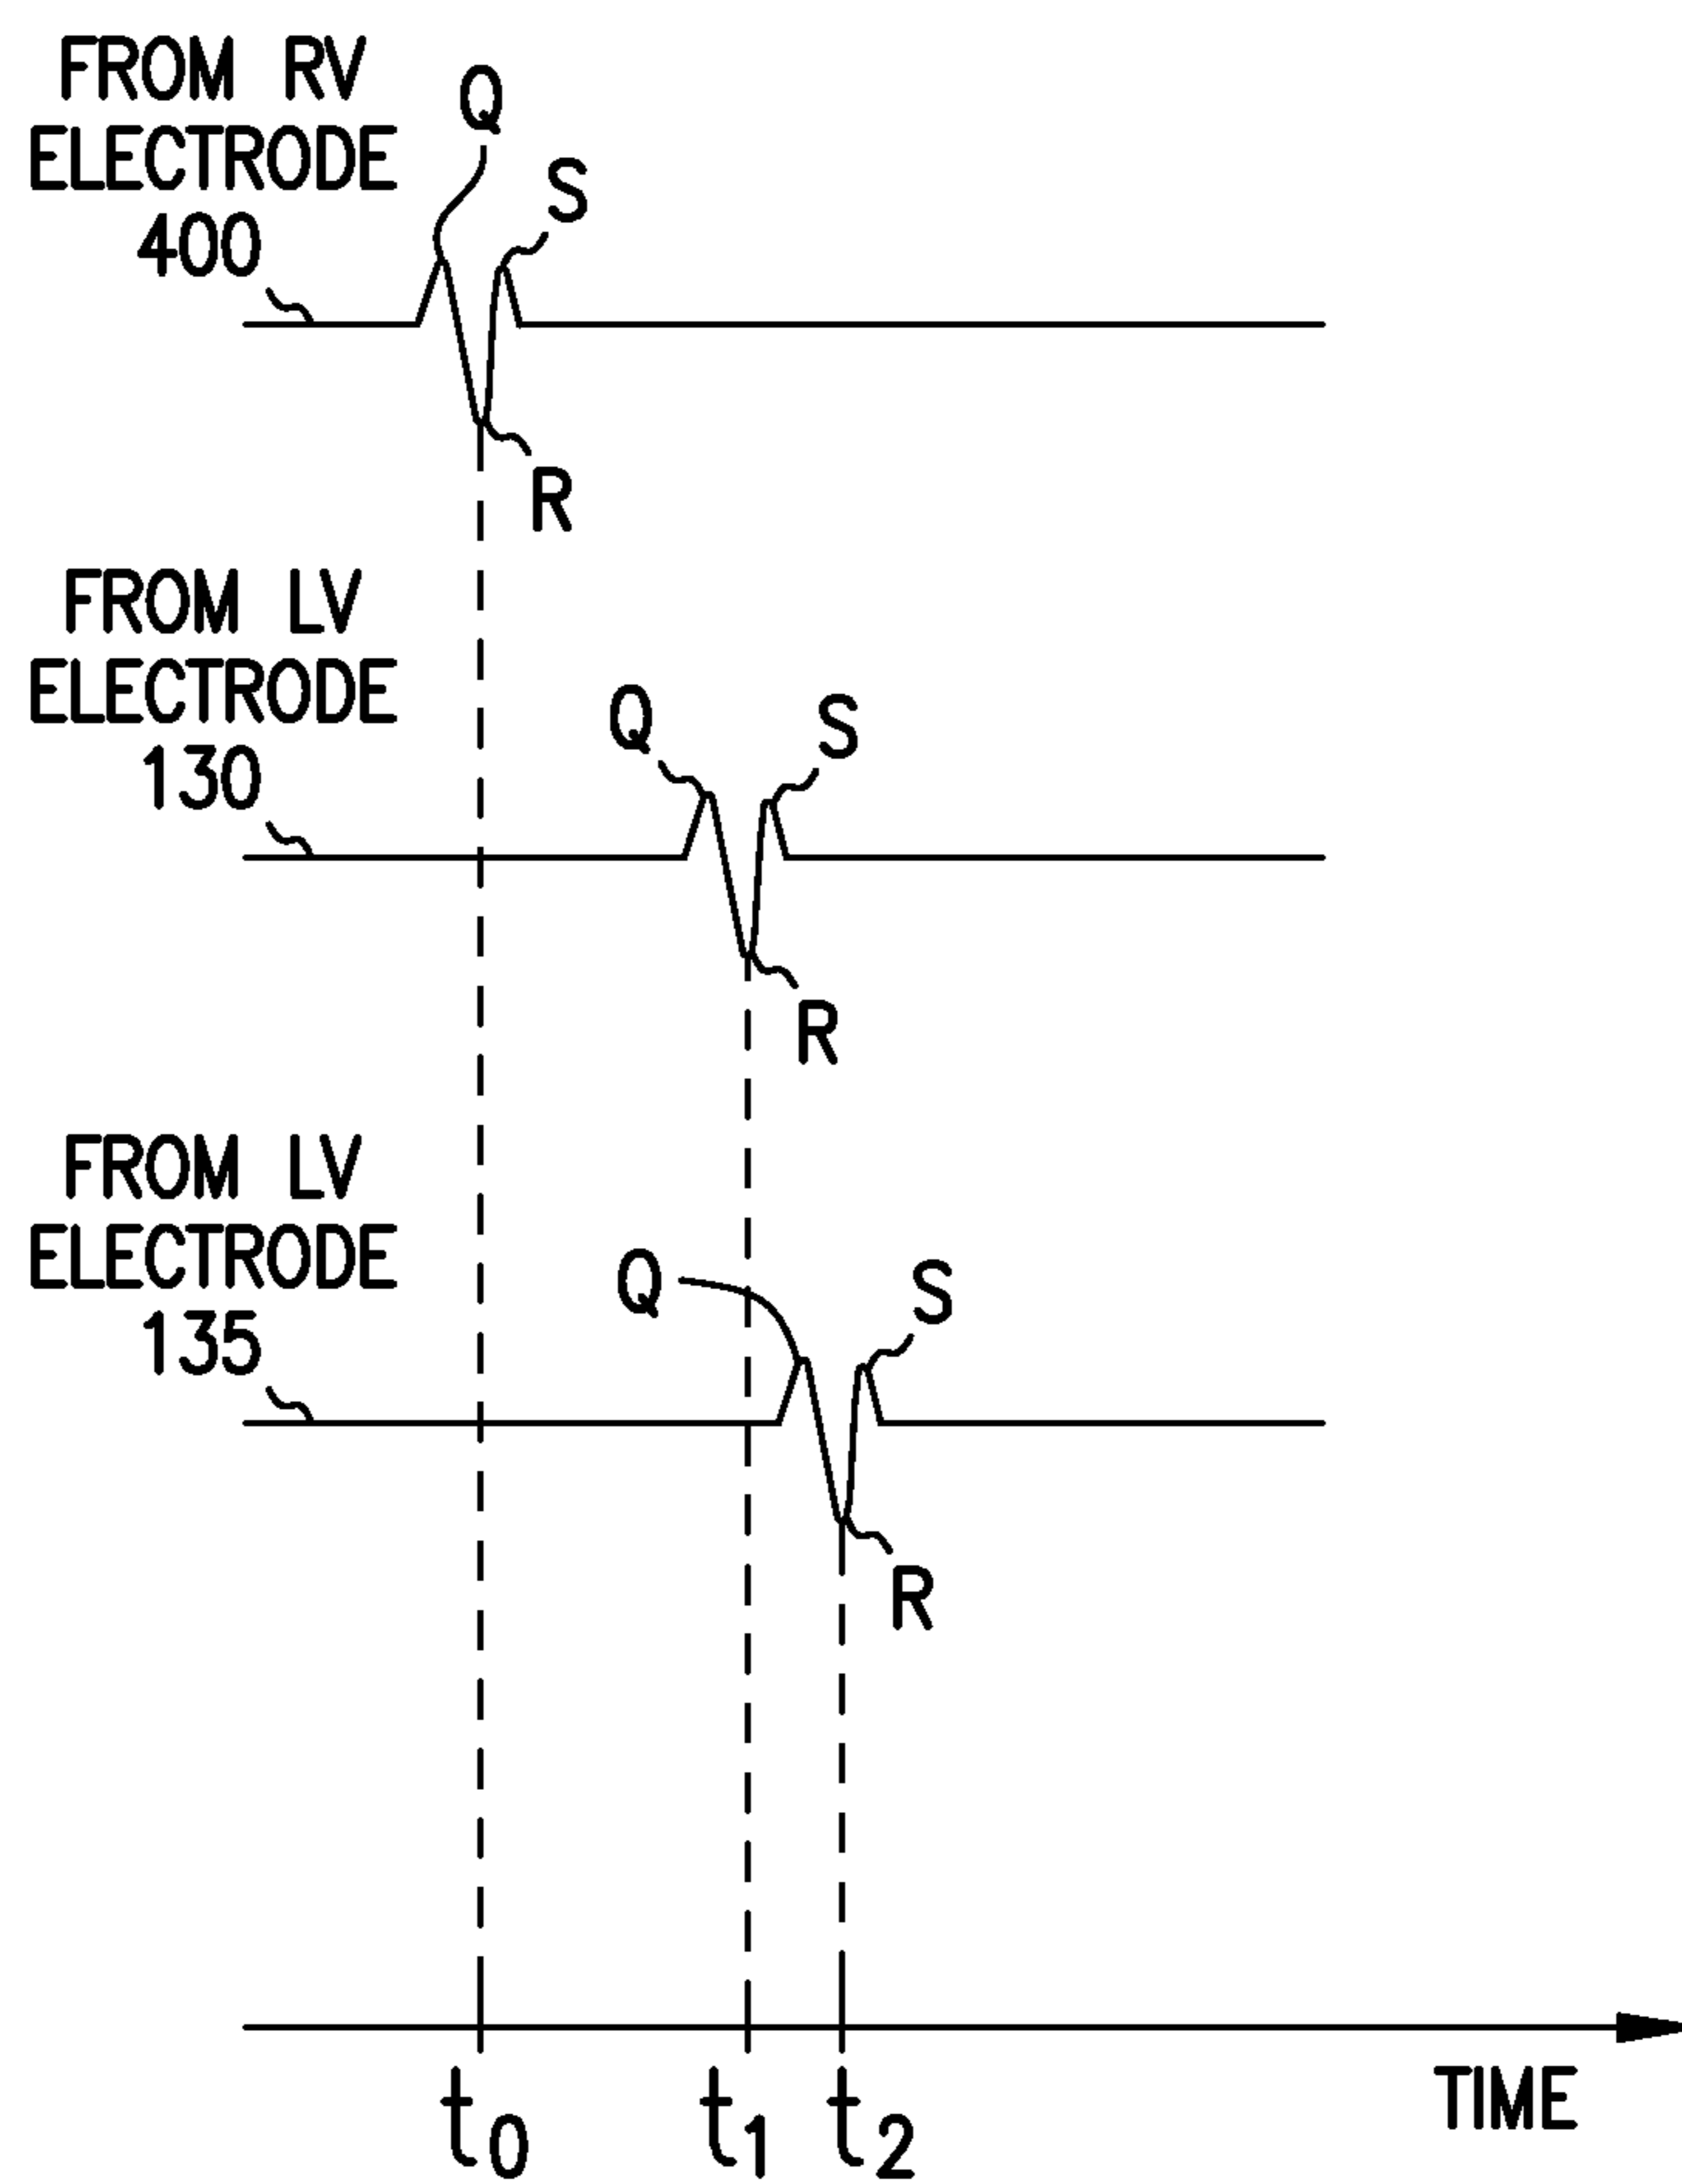 FROM RV
ELECTRODE
400
Q
S
R
FROM LV
ELECTRODE
130
Q
S
R
FROM LV
ELECTRODE
135
Q
S
R
t0 t1 t2 TIME